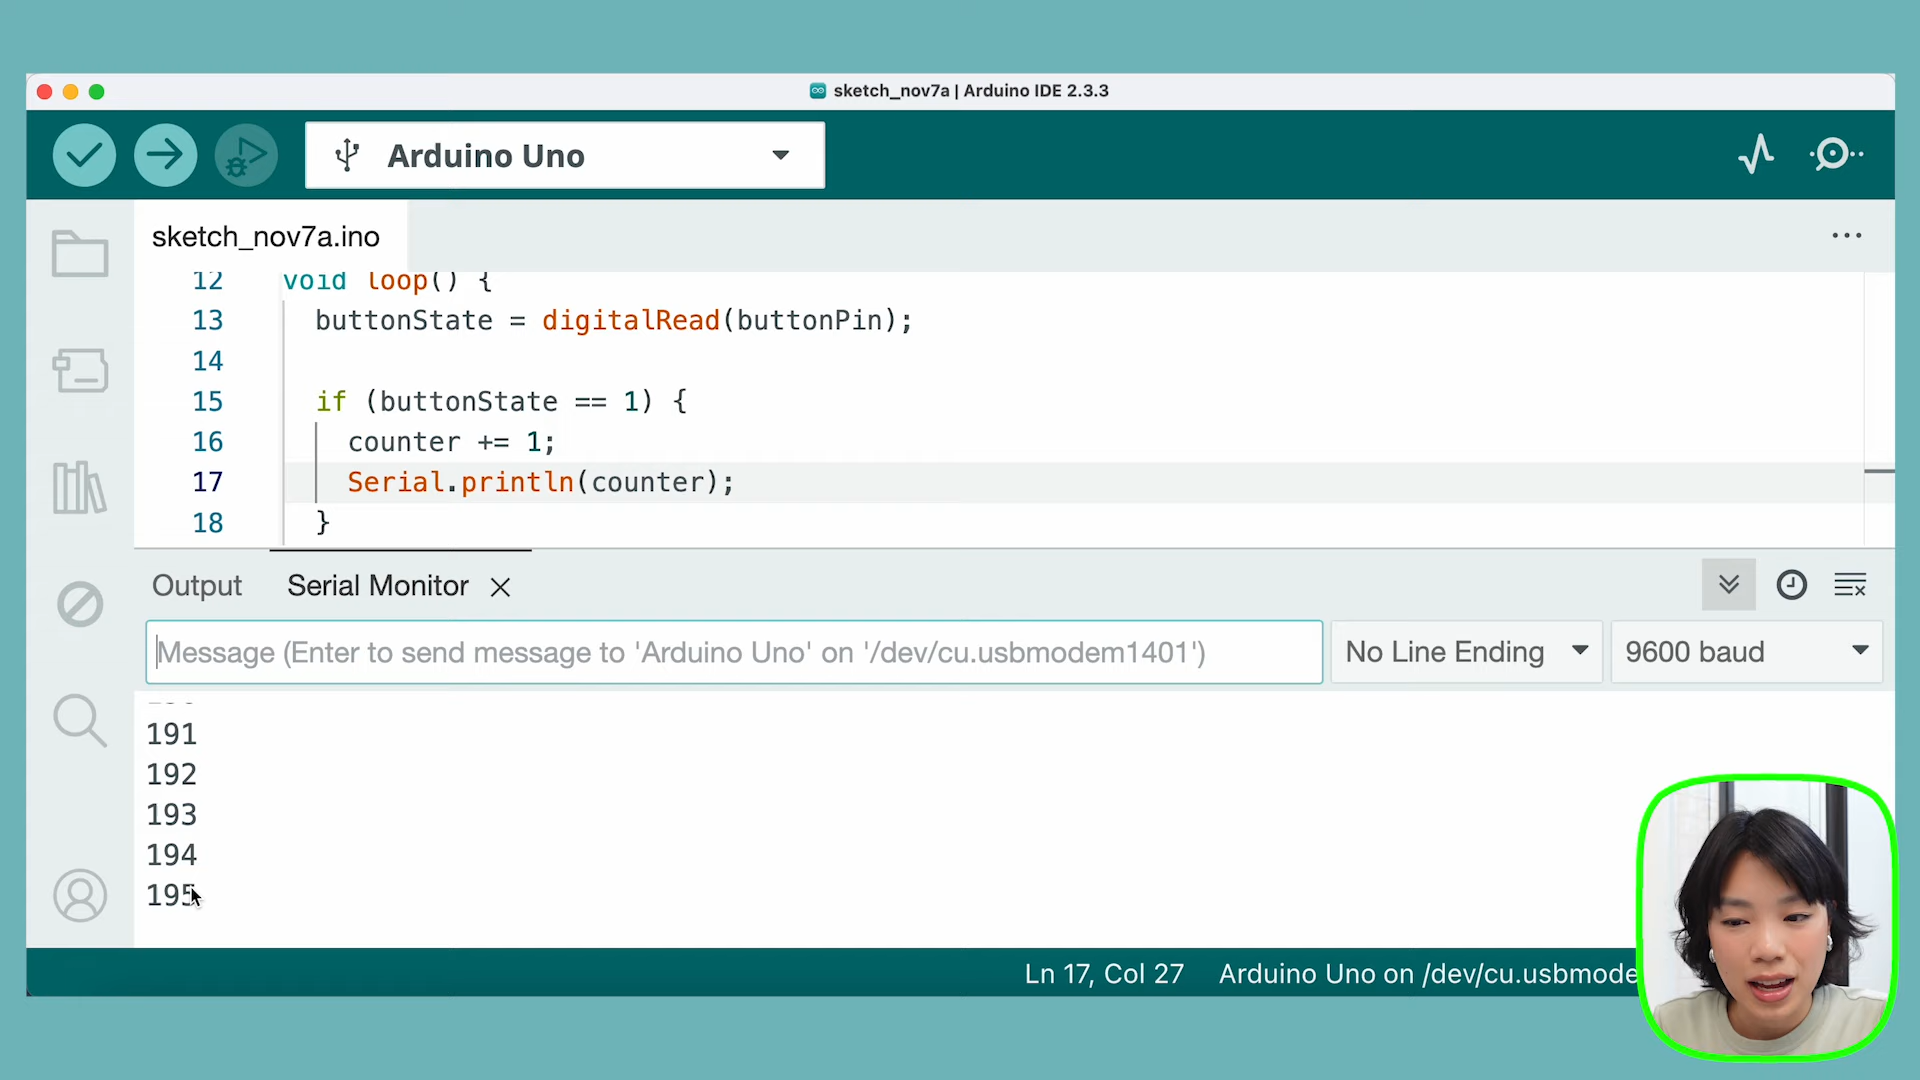 sketch_nov7a | Arduino IDE 2.3.3
Arduino Uno
sketch_nov7a.ino
12 void loop() {
13 buttonState = digitalRead(buttonPin);
14
15 if (buttonState == 1) {
16 counter += 1;
17 Serial.println(counter);
18 }
Output Serial Monitor
Message (Enter to send message to 'Arduino Uno' on '/dev/cu.usbmodem1401') No Line Ending 9600 baud
191
192
193
194
195
Ln 17, Col 27 Arduino Uno on /dev/cu.usbmode